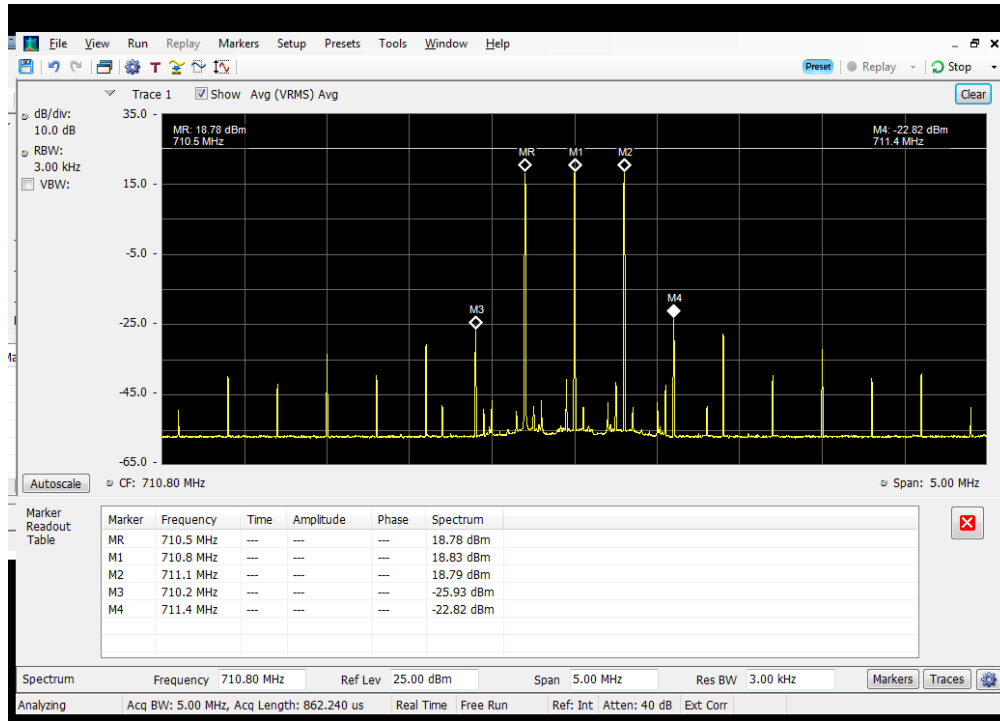 File View Run Replay Markers Setup Presets Tools Window Help
T Preset Replay Stop
Trace 1 Show Avg (VRMS) Avg Clear
dB/div:
10.0 dB
RBW:
3.00 kHz
VBW:
35.0
15.0
-5.0
-25.0
-45.0
-65.0
MR: 18.78 dBm
710.5 MHz
M4: -22.82 dBm
711.4 MHz
MR M1 M2
M3
M4
Autoscale CF: 710.80 MHz Span: 5.00 MHz
Marker
Readout
Table
Marker Frequency Time Amplitude Phase Spectrum
MR 710.5 MHz --- --- --- 18.78 dBm
M1 710.8 MHz --- --- --- 18.83 dBm
M2 711.1 MHz --- --- --- 18.79 dBm
M3 710.2 MHz --- --- --- -25.93 dBm
M4 711.4 MHz --- --- --- -22.82 dBm
Spectrum Frequency 710.80 MHz Ref Lev 25.00 dBm Span 5.00 MHz Res BW 3.00 kHz Markers Traces
Analyzing Acq BW: 5.00 MHz, Acq Length: 862.240 us Real Time Free Run Ref: Int Atten: 40 dB Ext Corr